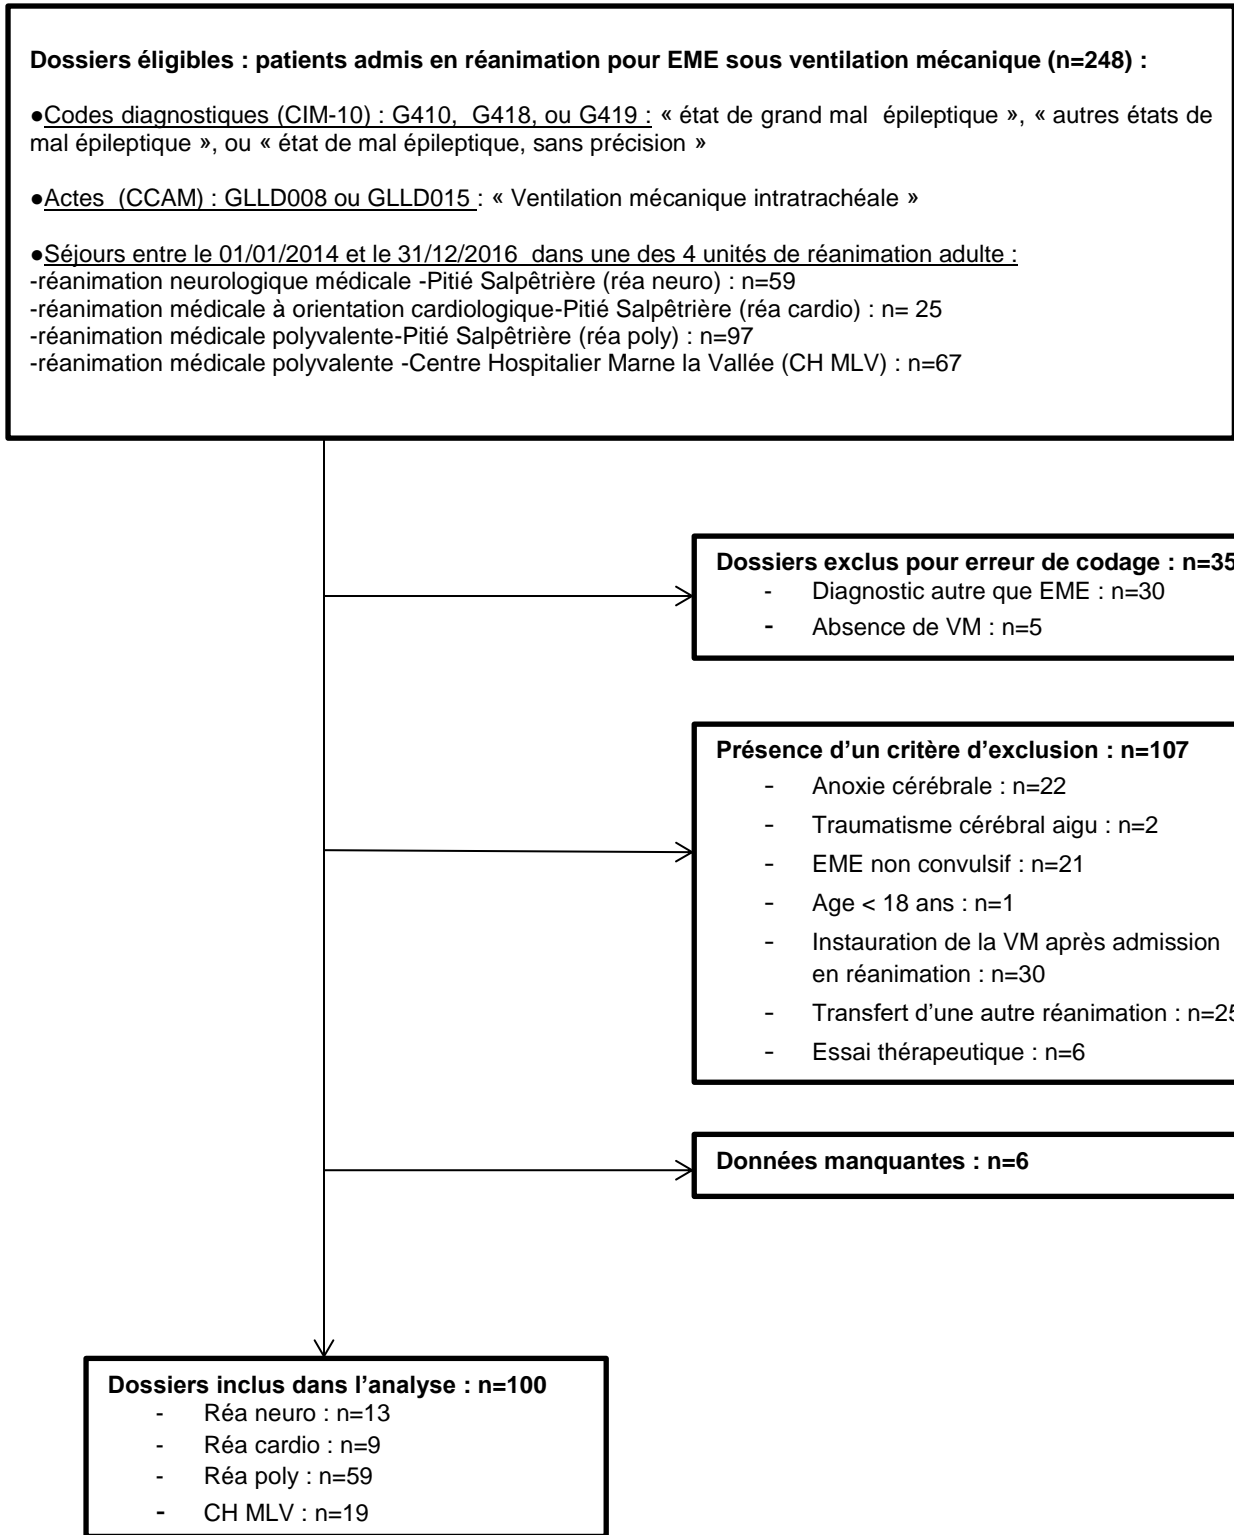 Dossiers éligibles : patients admis en réanimation pour EME sous ventilation mécanique (n=248) :
●Codes diagnostiques (CIM-10) : G410, G418, ou G419 : « état de grand mal épileptique », « autres états de
mal épileptique », ou « état de mal épileptique, sans précision »
●Actes (CCAM) : GLLD008 ou GLLD015 : « Ventilation mécanique intratrachéale »
●Séjours entre le 01/01/2014 et le 31/12/2016 dans une des 4 unités de réanimation adulte :
-réanimation neurologique médicale -Pitié Salpêtrière (réa neuro) : n=59
-réanimation médicale à orientation cardiologique-Pitié Salpêtrière (réa cardio) : n= 25
-réanimation médicale polyvalente-Pitié Salpêtrière (réa poly) : n=97
-réanimation médicale polyvalente -Centre Hospitalier Marne la Vallée (CH MLV) : n=67
Dossiers exclus pour erreur de codage : n=35
- Diagnostic autre que EME : n=30
- Absence de VM : n=5
Présence d’un critère d’exclusion : n=107
- Anoxie cérébrale : n=22
- Traumatisme cérébral aigu : n=2
- EME non convulsif : n=21
- Age < 18 ans : n=1
- Instauration de la VM après admission
en réanimation : n=30
- Transfert d’une autre réanimation : n=25
- Essai thérapeutique : n=6
Données manquantes : n=6
Dossiers inclus dans l’analyse : n=100
- Réa neuro : n=13
- Réa cardio : n=9
- Réa poly : n=59
- CH MLV : n=19